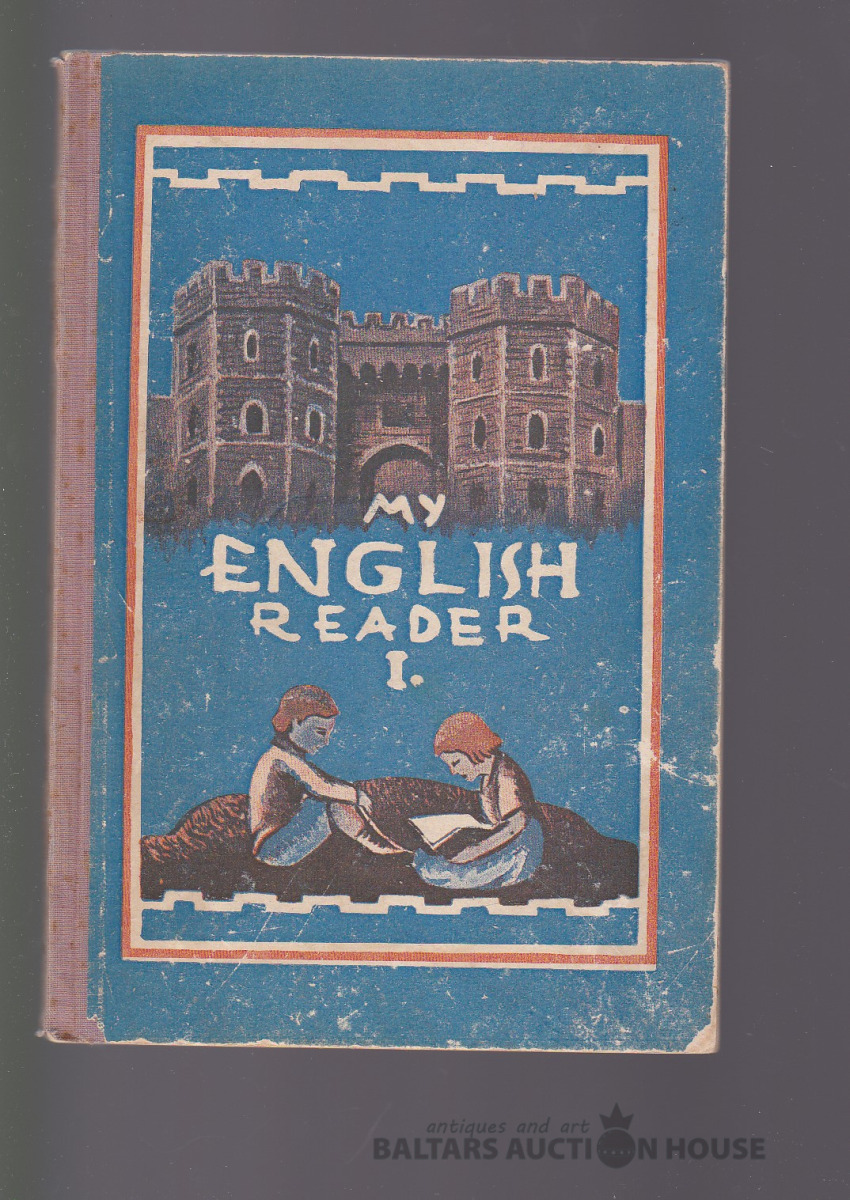 MY
ENGLISH
READER
I.
antiques and art
BALTARS AUCTION HOUSE